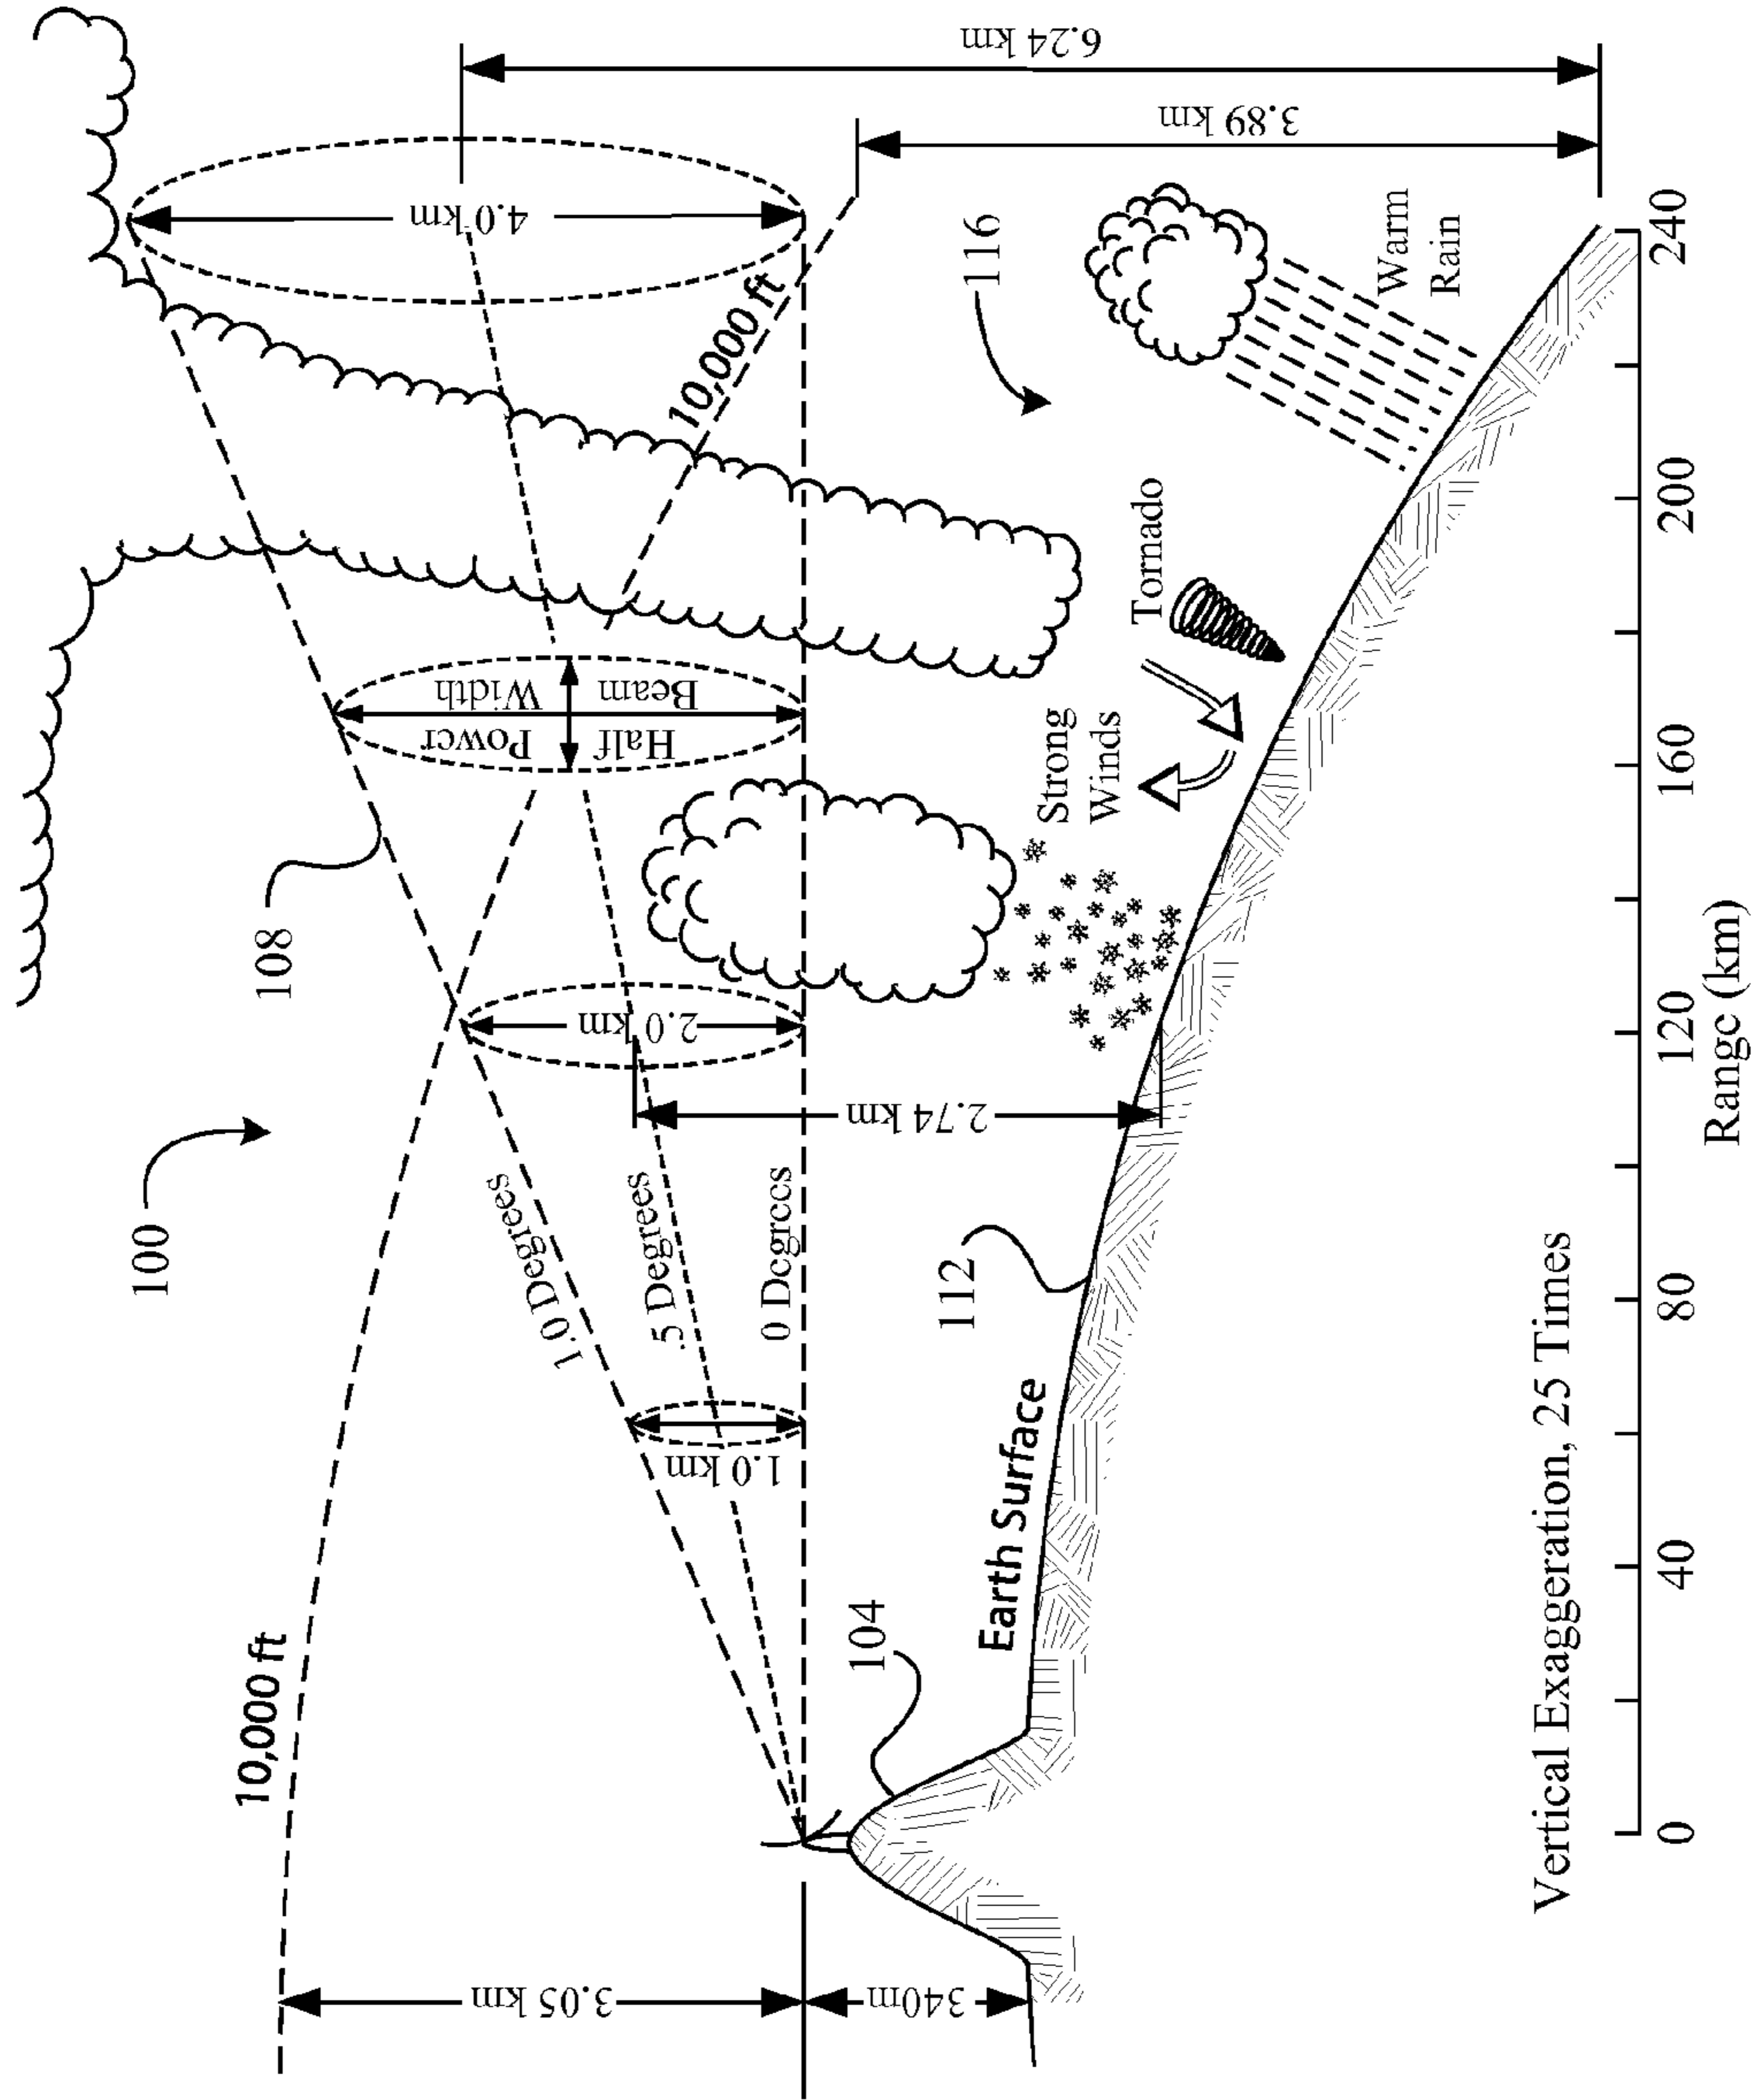 100
108
10,000 ft
10,000 ft
4.0 km
6.24 km
3.89 km
Half
Power
Beam
Width
1.0 Degrees
.5 Degrees
0 Degrees
1.0 km
2.0 km
2.74 km
3.05 km
340m
116
Strong
Winds
Tornado
Warm
Rain
112
Earth Surface
104
0
40
80
120
160
200
240
Range (km)
Vertical Exaggeration, 25 Times